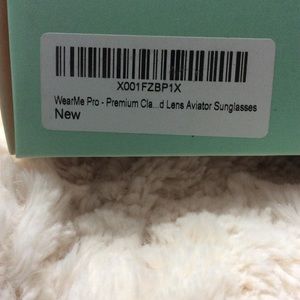 X001FZBP1X
WearMe Pro - Premium Cla...d Lens Aviator Sunglasses
New